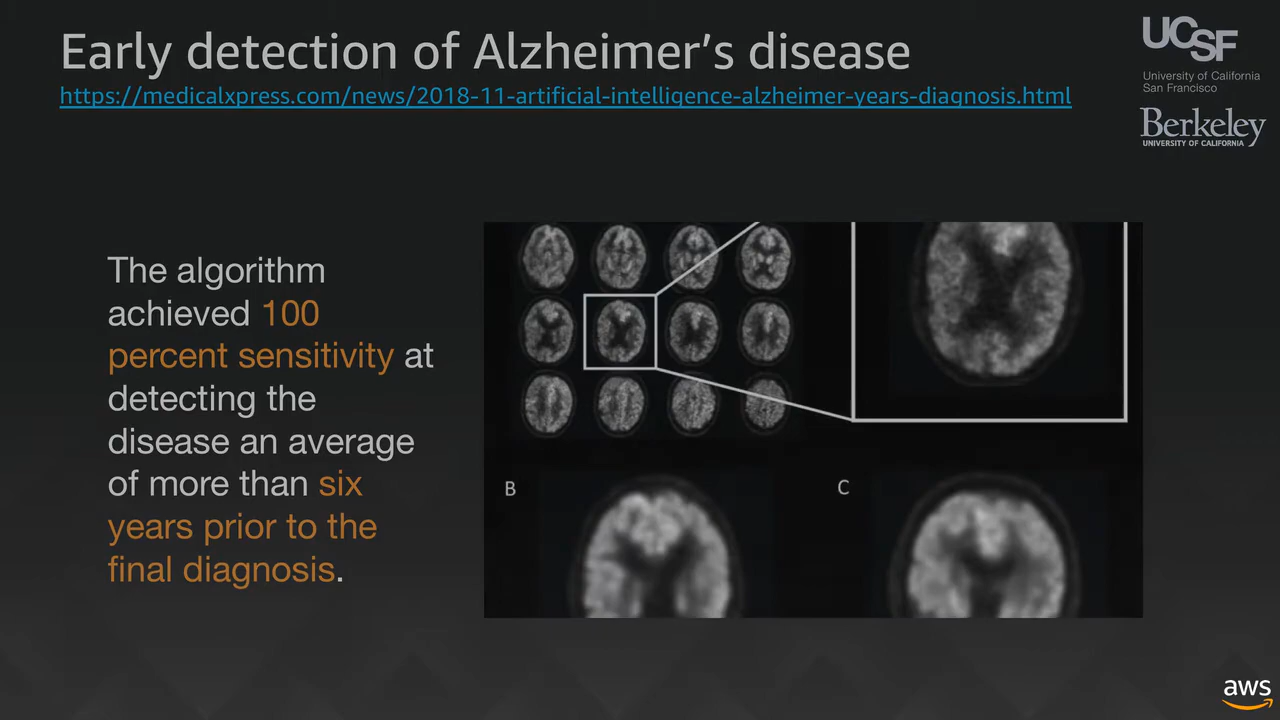 Early detection of Alzheimer's disease
https://medicalxpress.com/news/2018-11-artificial-intelligence-alzheimer-years-diagnosis.html
UCSF
University of California
San Francisco
Berkeley
UNIVERSITY OF CALIFORNIA
The algorithm
achieved 100
percent sensitivity at
detecting the
disease an average
of more than six
years prior to the
final diagnosis.
B
C
aws